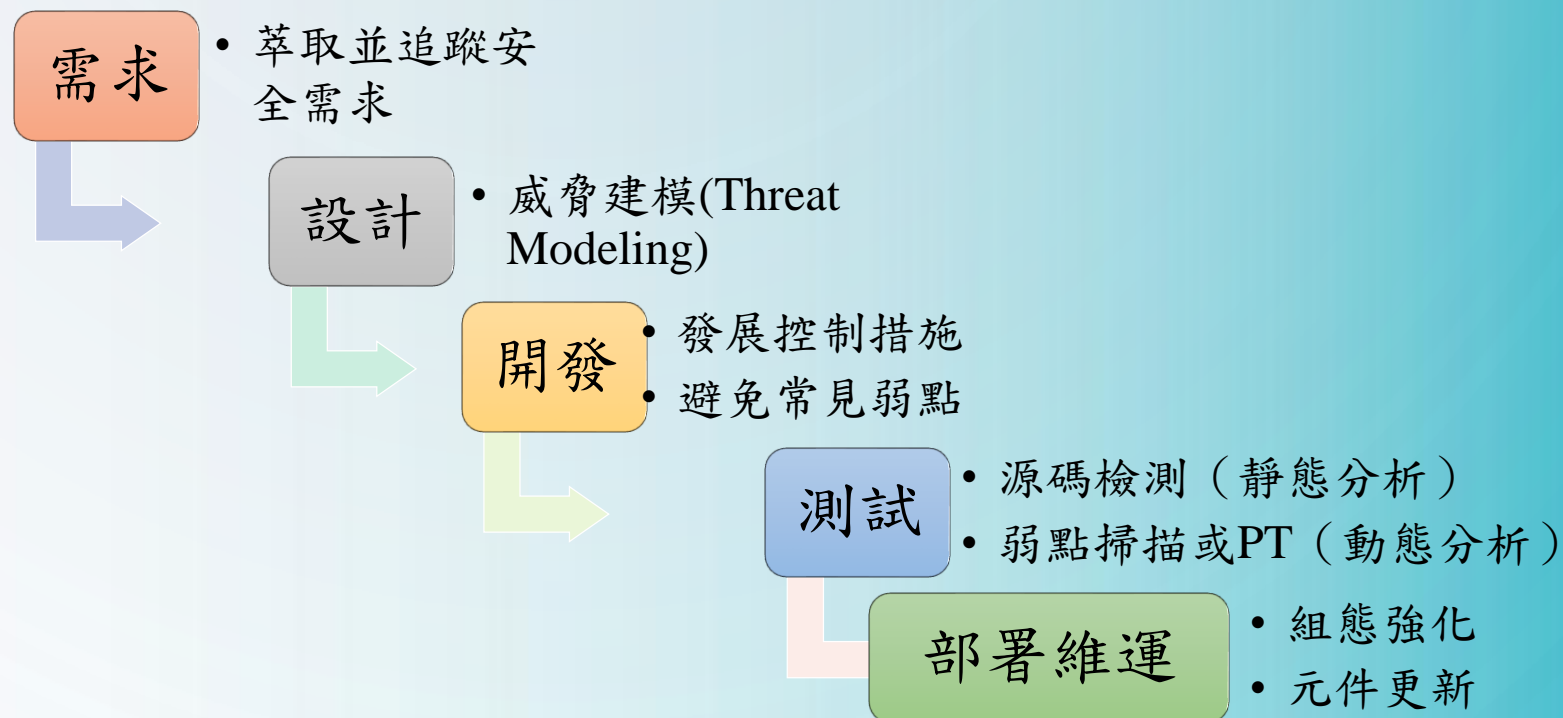 需求
• 萃取並追蹤安
全需求
設計
• 威脅建模(Threat
Modeling)
開發
• 發展控制措施
• 避免常見弱點
測試
• 源碼檢測（靜態分析）
• 弱點掃描或PT（動態分析）
部署維運
• 組態強化
• 元件更新